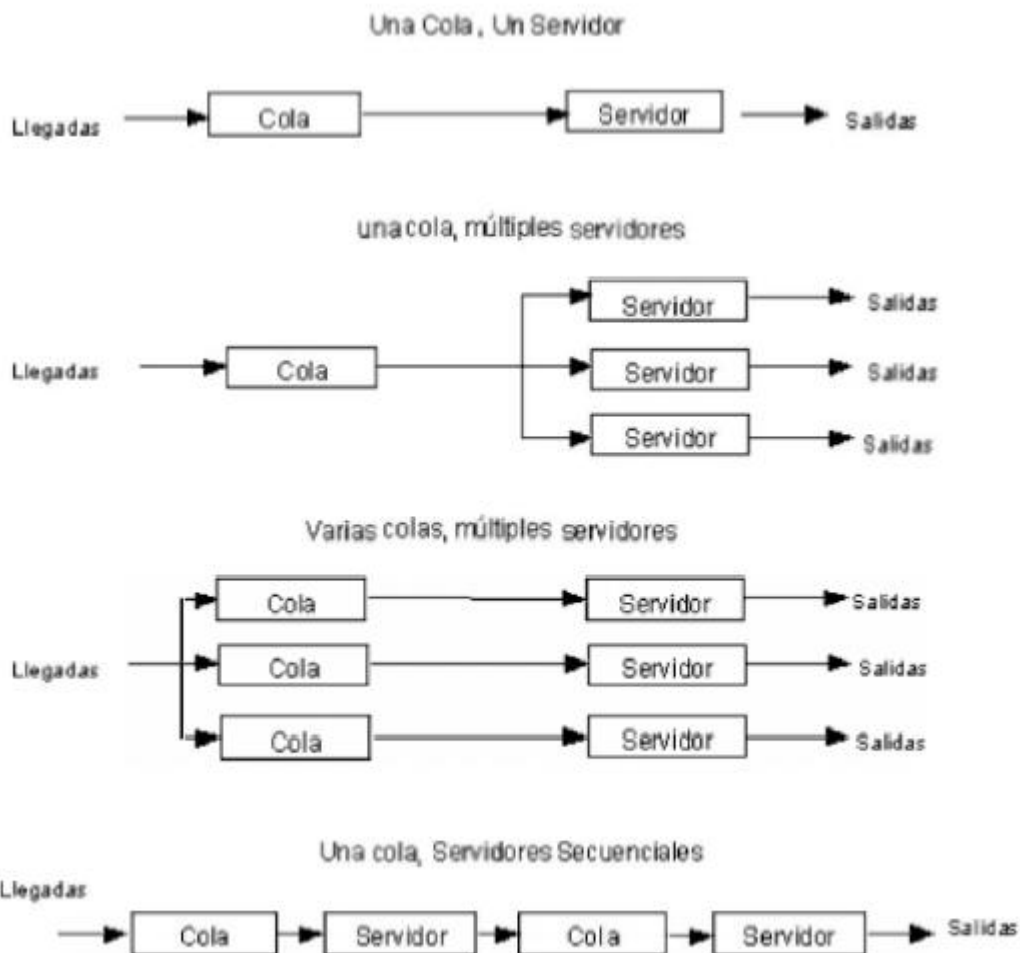 Una Cola, Un Servidor
Llegadas Cola Servidor Salidas
una cola, múltiples servidores
Servidor Salidas
Llegadas Cola Servidor Salidas
Servidor Salidas
Varias colas, múltiples servidores
Cola Servidor Salidas
Llegadas Cola Servidor Salidas
Cola Servidor Salidas
Una cola, Servidores Secuenciales
Llegadas
Cola Servidor Cola Servidor Salidas